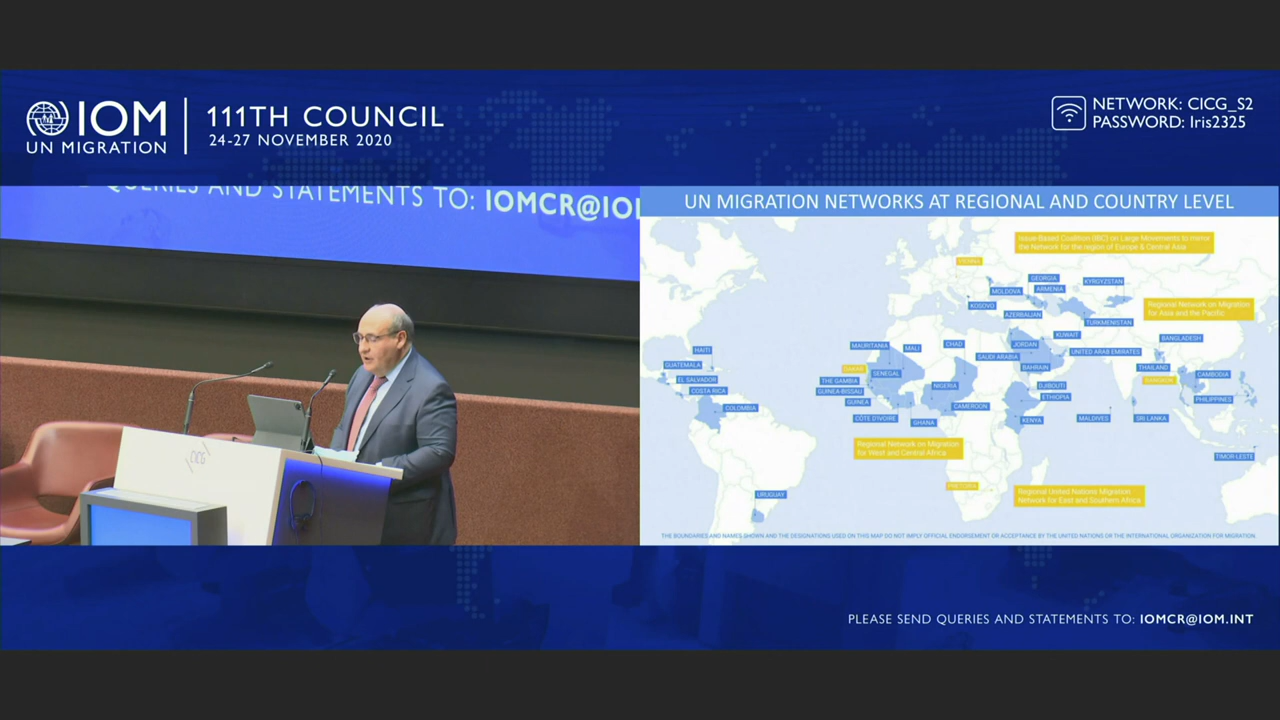 IOM
UN MIGRATION
111TH COUNCIL
24-27 NOVEMBER 2020
NETWORK: CICG_S2
PASSWORD: Iris2325
QUERIES AND STATEMENTS TO: IOMCR@IO
CICG
UN MIGRATION NETWORKS AT REGIONAL AND COUNTRY LEVEL
Issue-Based Coalition (IBC) on Large Movements to mirror
the Network for the region of Europe & Central Asia
VIENNA
GEORGIA
KYRGYZSTAN
MOLDOVA
ARMENIA
KOSOVO
AZERBAIJAN
Regional Network on Migration
for Asia and the Pacific
TURKMENISTAN
KUWAIT
BANGLADESH
HAITI
MAURITANIA
MALI
CHAD
JORDAN
SAUDI ARABIA
UNITED ARAB EMIRATES
GUATEMALA
DAKAR
SENEGAL
BAHRAIN
THAILAND
CAMBODIA
EL SALVADOR
THE GAMBIA
NIGERIA
DJIBOUTI
BANGKOK
COSTA RICA
GUINEA-BISSAU
ETHIOPIA
PHILIPPINES
GUINEA
COLOMBIA
CAMEROON
CÔTE D'IVOIRE
GHANA
KENYA
MALDIVES
SRI LANKA
Regional Network on Migration
for West and Central Africa
TIMOR-LESTE
PRETORIA
URUGUAY
Regional United Nations Migration
Network for East and Southern Africa
THE BOUNDARIES AND NAMES SHOWN AND THE DESIGNATIONS USED ON THIS MAP DO NOT IMPLY OFFICIAL ENDORSEMENT OR ACCEPTANCE BY THE UNITED NATIONS OR THE INTERNATIONAL ORGANIZATION FOR MIGRATION.
PLEASE SEND QUERIES AND STATEMENTS TO: IOMCR@IOM.INT